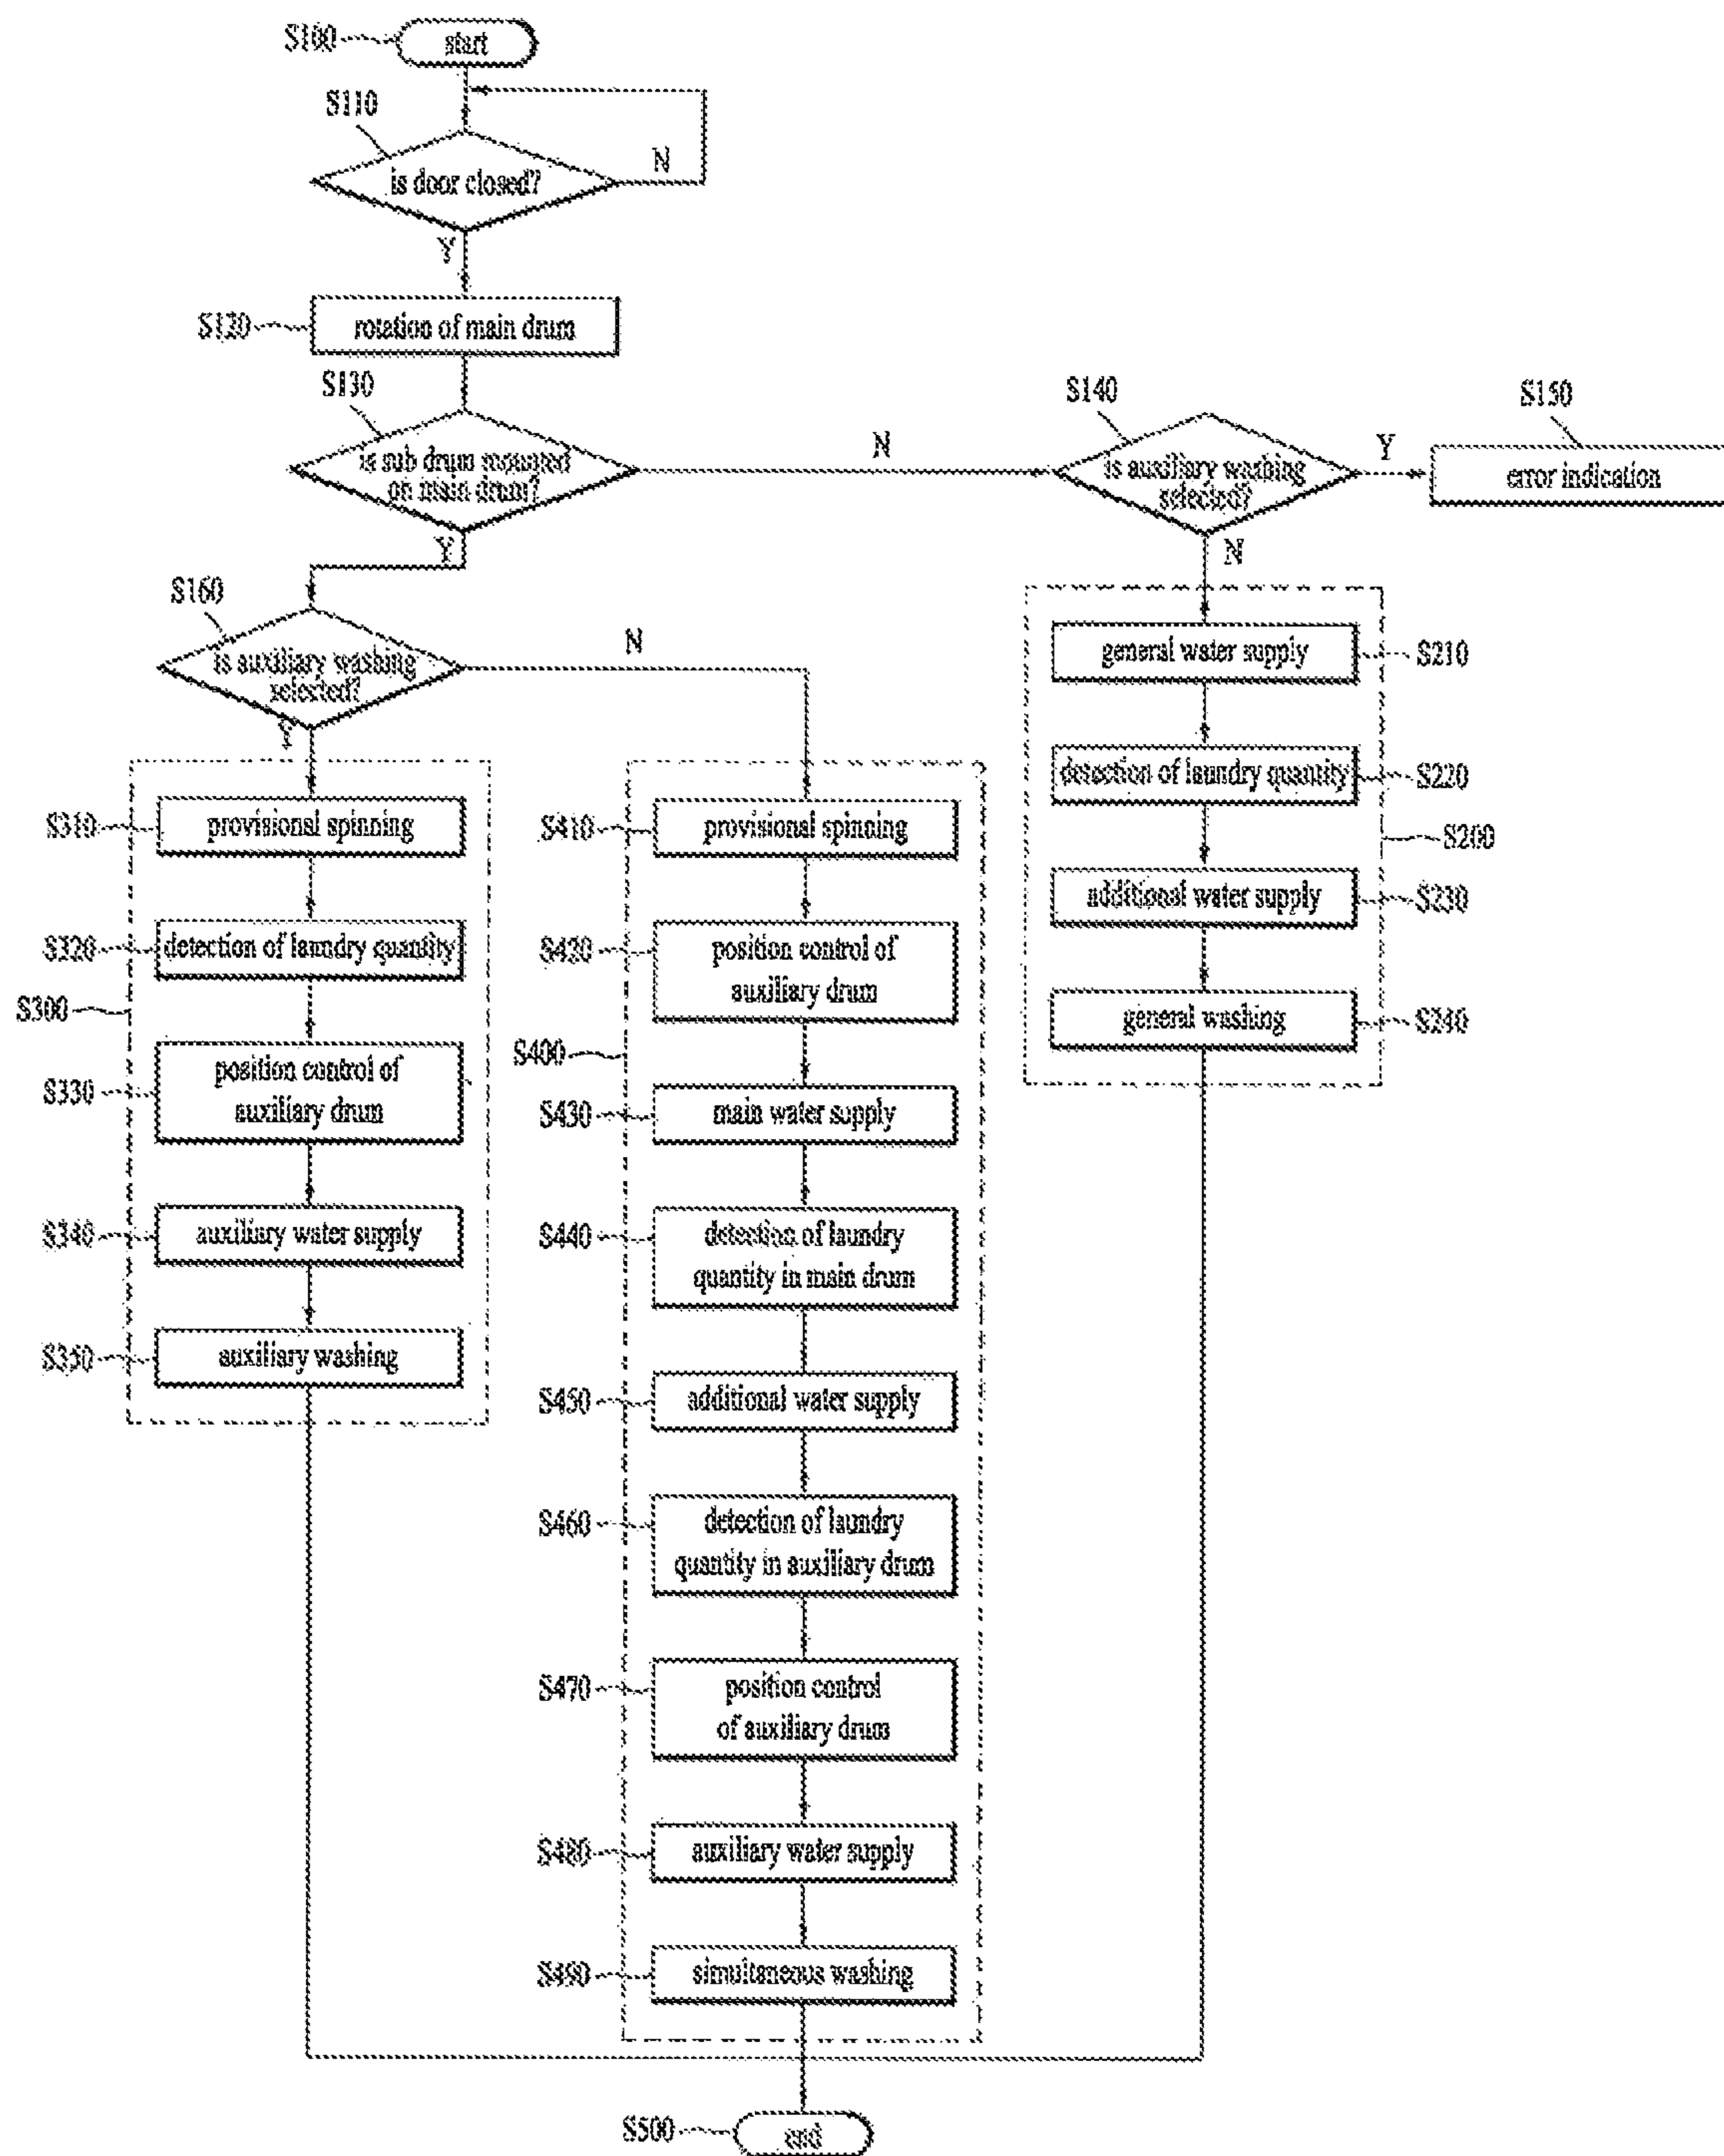 S100
start
S110
is door closed?
N
Y
S120
rotation of main drum
S130
is sub drum mounted
on main drum?
N
Y
S140
is auxiliary washing
selected?
Y
N
S150
error indication
S160
is auxiliary washing
selected?
N
Y
S210
general water supply
S220
detection of laundry quantity
S200
S230
additional water supply
S240
general washing
S310
provisional spinning
S320
detection of laundry quantity
S300
S330
position control of
auxiliary drum
S340
auxiliary water supply
S350
auxiliary washing
S410
provisional spinning
S420
position control of
auxiliary drum
S400
S430
main water supply
S440
detection of laundry
quantity in main drum
S450
additional water supply
S460
detection of laundry
quantity in auxiliary drum
S470
position control
of auxiliary drum
S480
auxiliary water supply
S490
simultaneous washing
S500
end